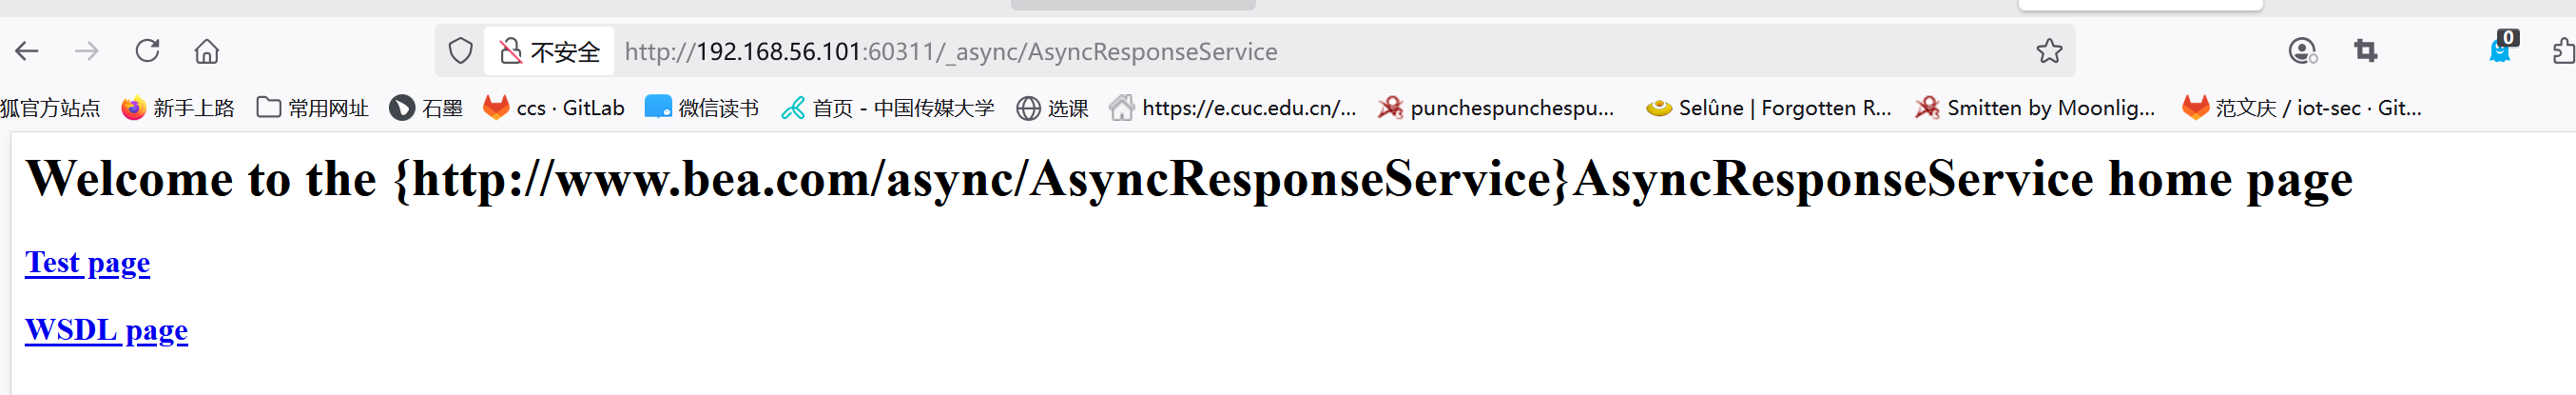 不安全 http://192.168.56.101:60311/_async/AsyncResponseService 0
狐官方站点 新手上路 常用网址 石墨 ccs · GitLab 微信读书 首页 - 中国传媒大学 选课 https://e.cuc.edu.cn/... punchespunchespu... Selûne | Forgotten R... Smitten by Moonlig... 范文庆 / iot-sec · Git...
Welcome to the {http://www.bea.com/async/AsyncResponseService}AsyncResponseService home page
Test page
WSDL page